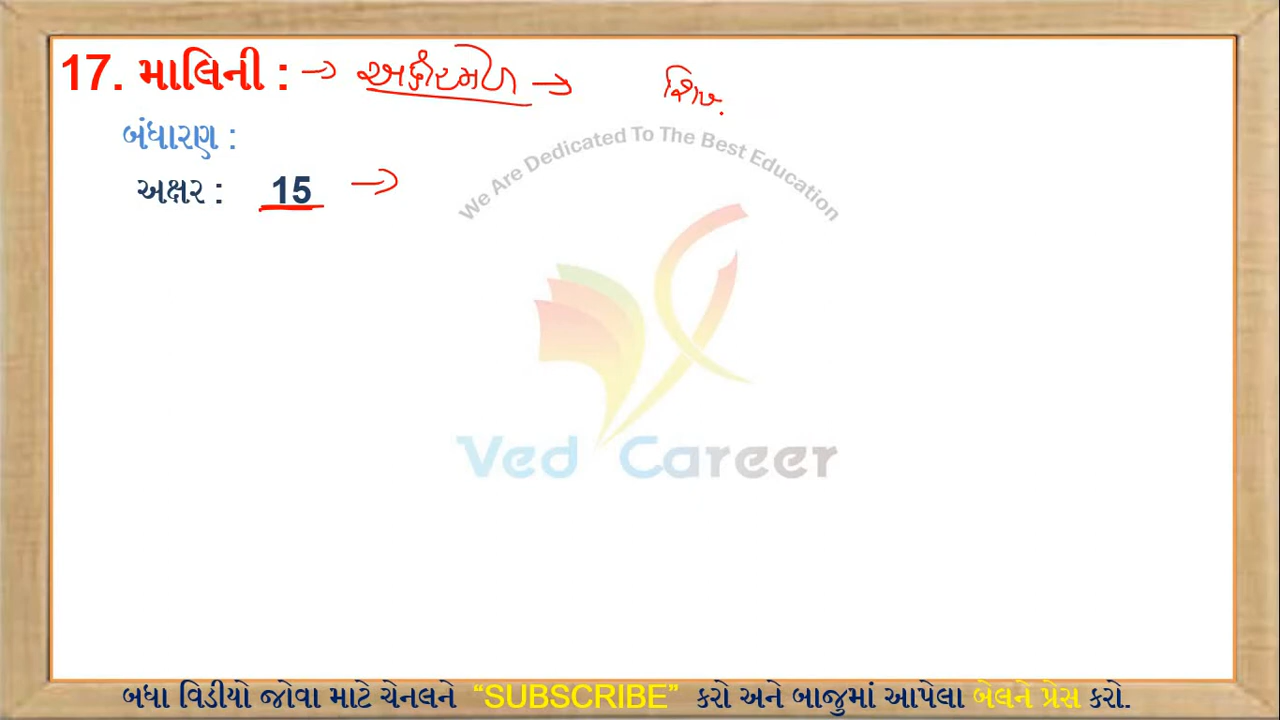 17. માલિની : અક્ષરમેળ
We Are Dedicated To The Best Education
બંધારણ :
અક્ષર : 15
Ved Career
બધા વિડીયો જોવા માટે ચેનલને “SUBSCRIBE” કરો અને બાજુમાં આપેલા બેલને પ્રેસ કરો.